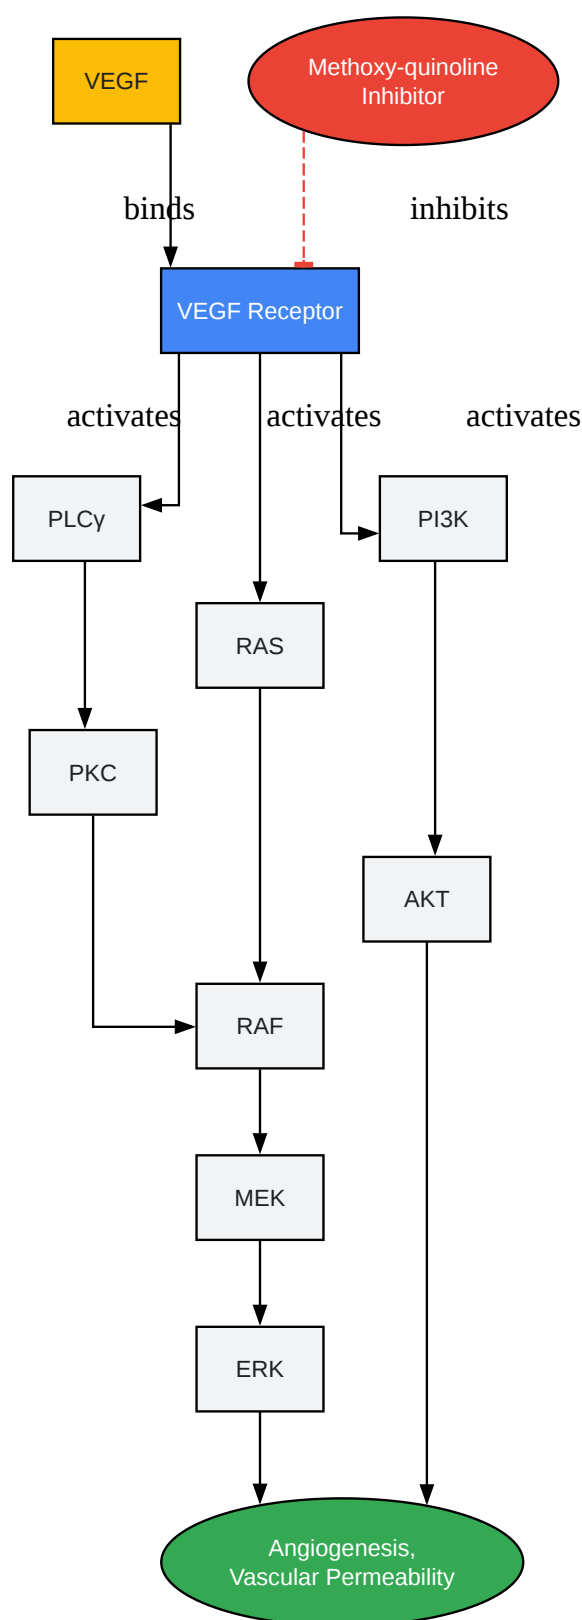 VEGF
Methoxy-quinoline
Inhibitor
binds
inhibits
VEGF Receptor
activates
activates
activates
PLCγ
PI3K
RAS
PKC
AKT
RAF
MEK
ERK
Angiogenesis,
Vascular Permeability